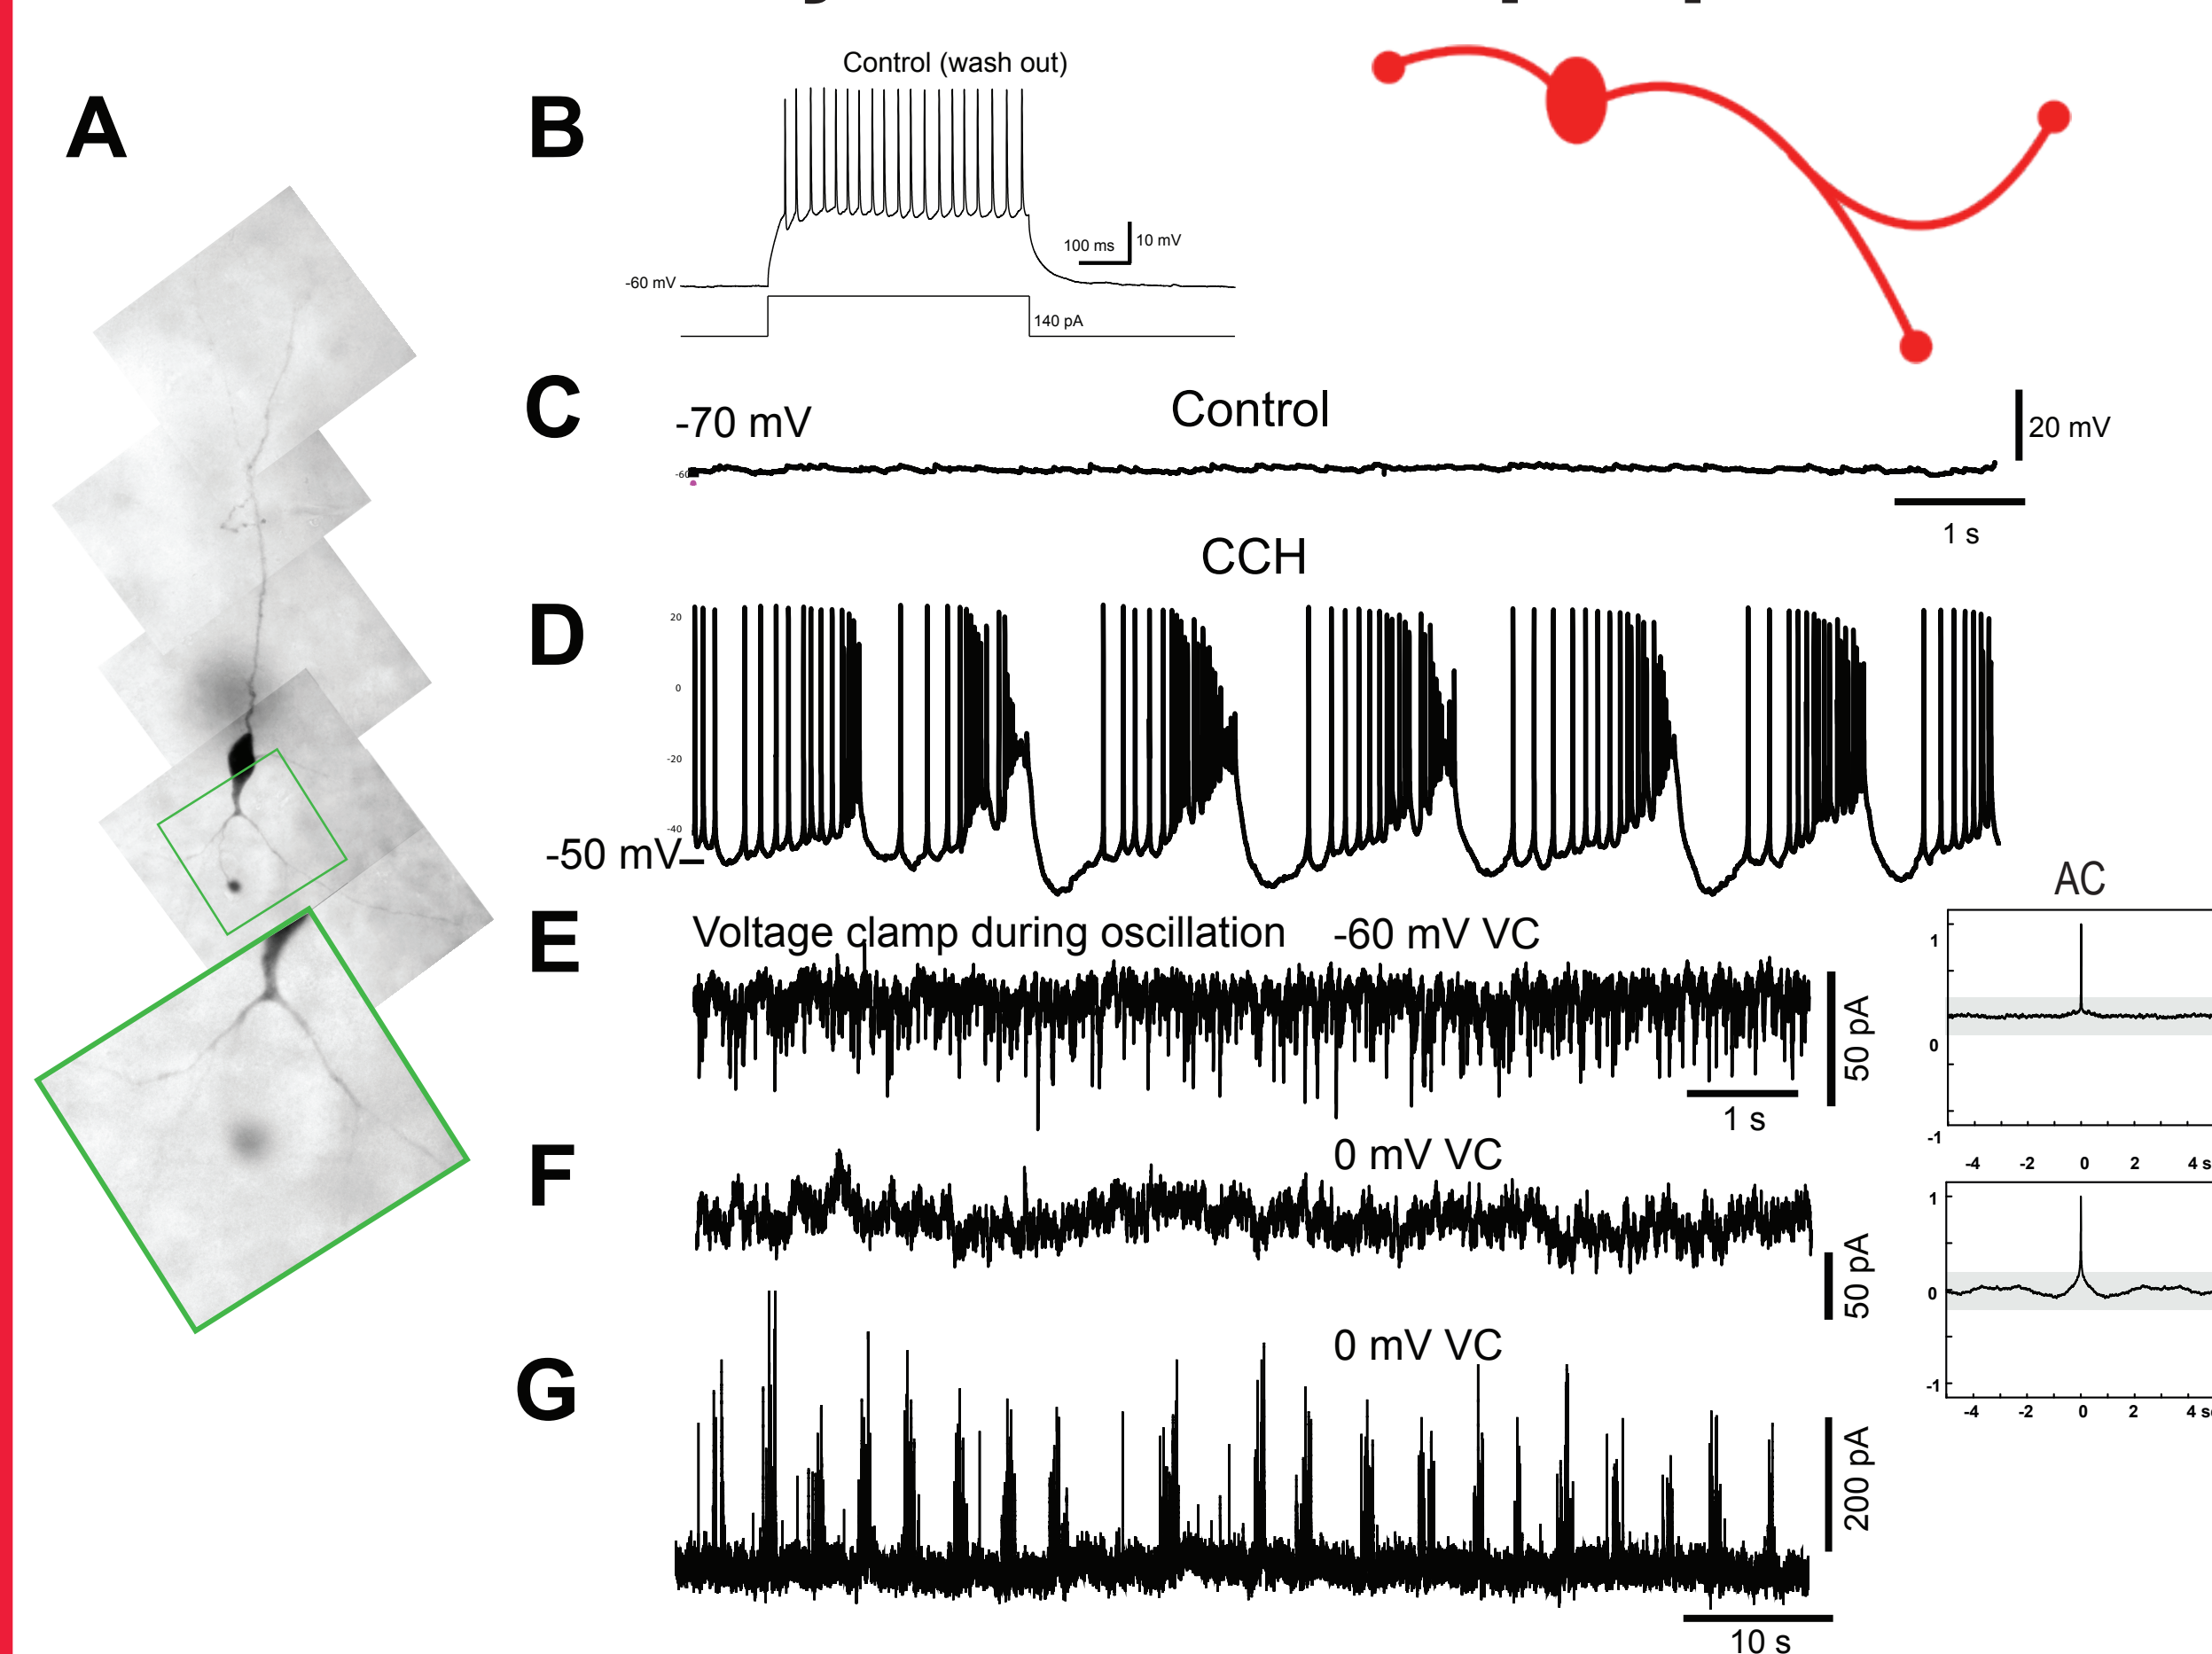 A
B
Control (wash out)
100 ms
10 mV
-60 mV
140 pA
C
-70 mV
Control
20 mV
-60
1 s
CCH
D
20
0
-20
-40
-50 mV
E
Voltage clamp during oscillation
-60 mV VC
50 pA
1 s
AC
1
0
-1
-4 -2 0 2 4 s
F
0 mV VC
50 pA
1
0
-1
-4 -2 0 2 4 s
G
0 mV VC
200 pA
10 s